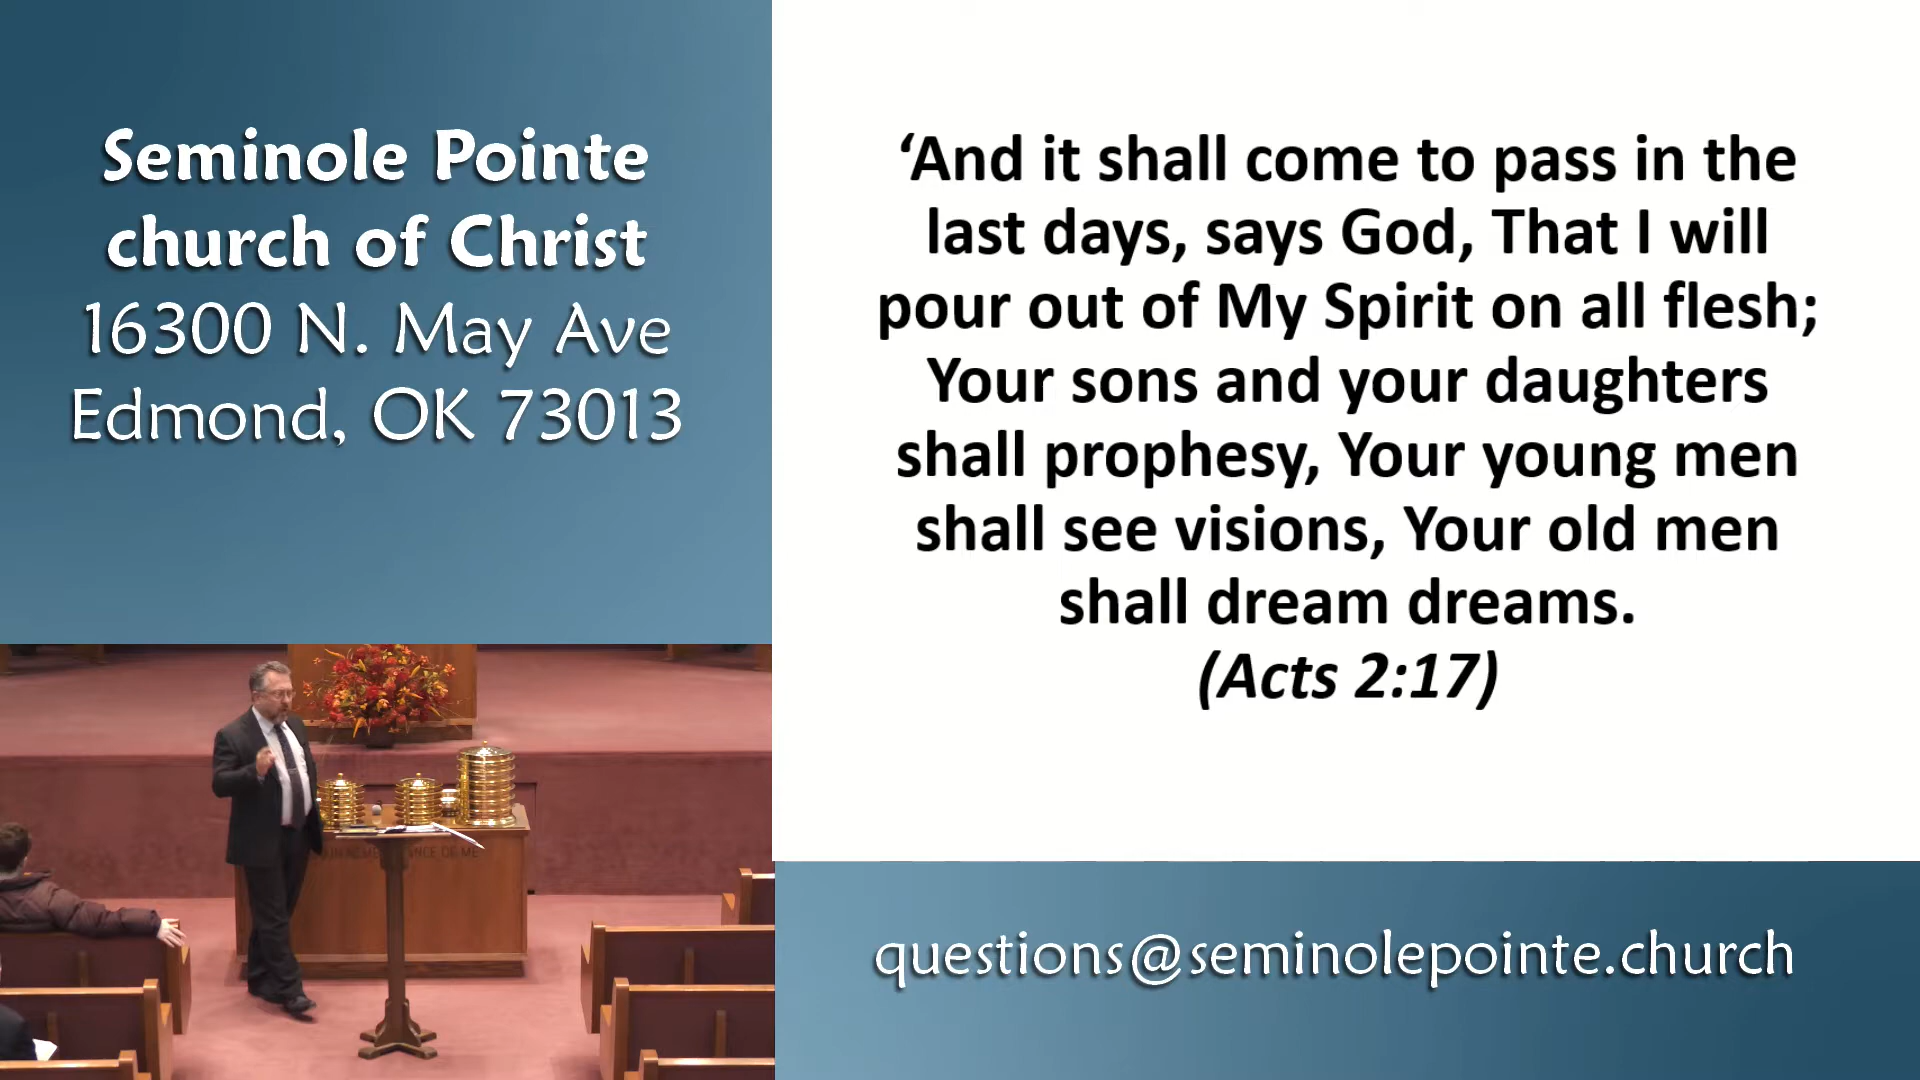 Seminole Pointe
church of Christ
16300 N. May Ave
Edmond, OK 73013
‘And it shall come to pass in the
last days, says God, That I will
pour out of My Spirit on all flesh;
Your sons and your daughters
shall prophesy, Your young men
shall see visions, Your old men
shall dream dreams.
(Acts 2:17)
OF ME
questions@seminolepointe.church